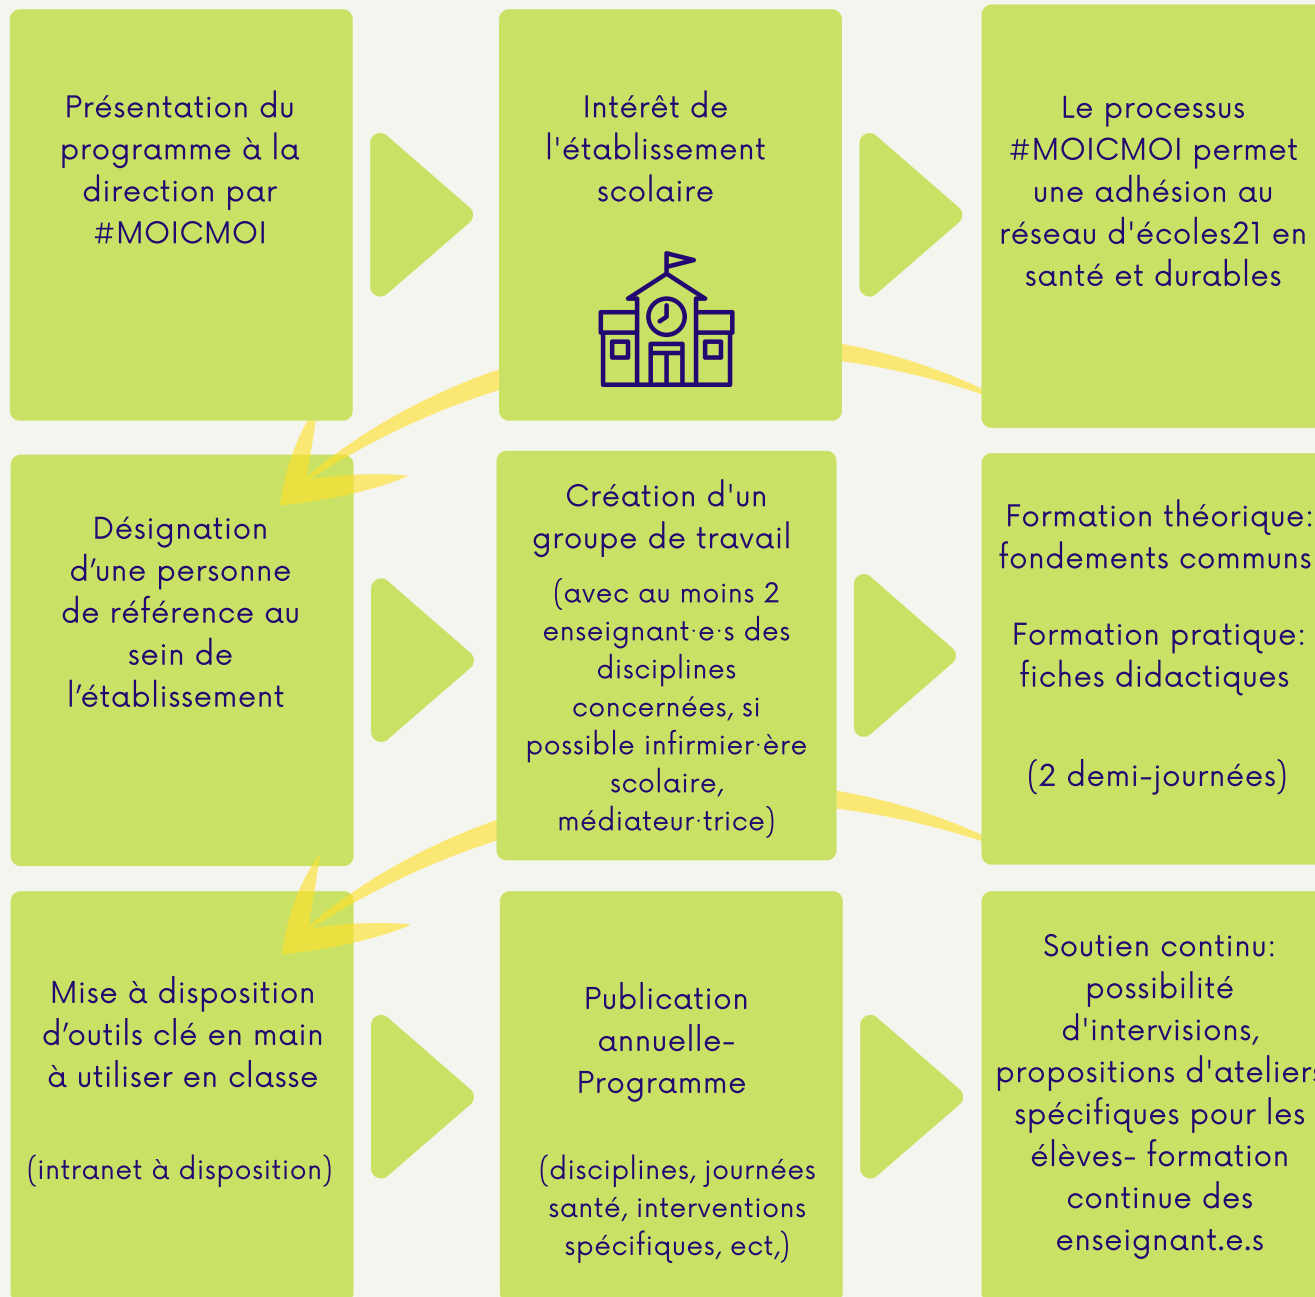 Présentation du
programme à la
direction par
#MOICMOI
Intérêt de
l'établissement
scolaire
Le processus
#MOICMOI permet
une adhésion au
réseau d'écoles21 en
santé et durables
Désignation
d’une personne
de référence au
sein de
l’établissement
Création d'un
groupe de travail
(avec au moins 2
enseignant·e·s des
disciplines
concernées, si
possible infirmier·ère
scolaire,
médiateur·trice)
Formation théorique:
fondements communs
Formation pratique:
fiches didactiques
(2 demi-journées)
Mise à disposition
d’outils clé en main
à utiliser en classe
(intranet à disposition)
Publication
annuelle-
Programme
(disciplines, journées
santé, interventions
spécifiques, ect,)
Soutien continu:
possibilité
d'intervisions,
propositions d'ateliers
spécifiques pour les
élèves- formation
continue des
enseignant.e.s